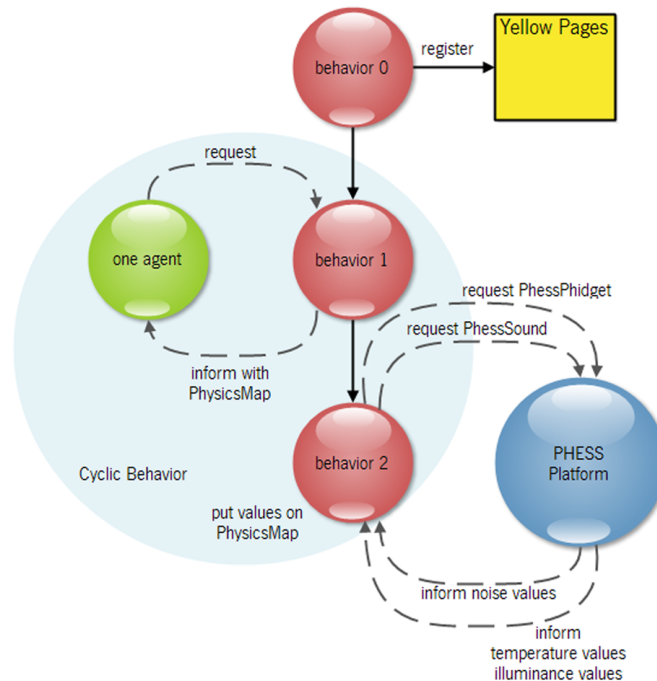 Yellow Pages
register
behavior 0
request
one agent
behavior 1
request PhessPhidget
request PhessSound
inform with
PhysicsMap
behavior 2
PHESS
Platform
Cyclic Behavior
put values on
PhysicsMap
inform noise values
inform
temperature values
illuminance values